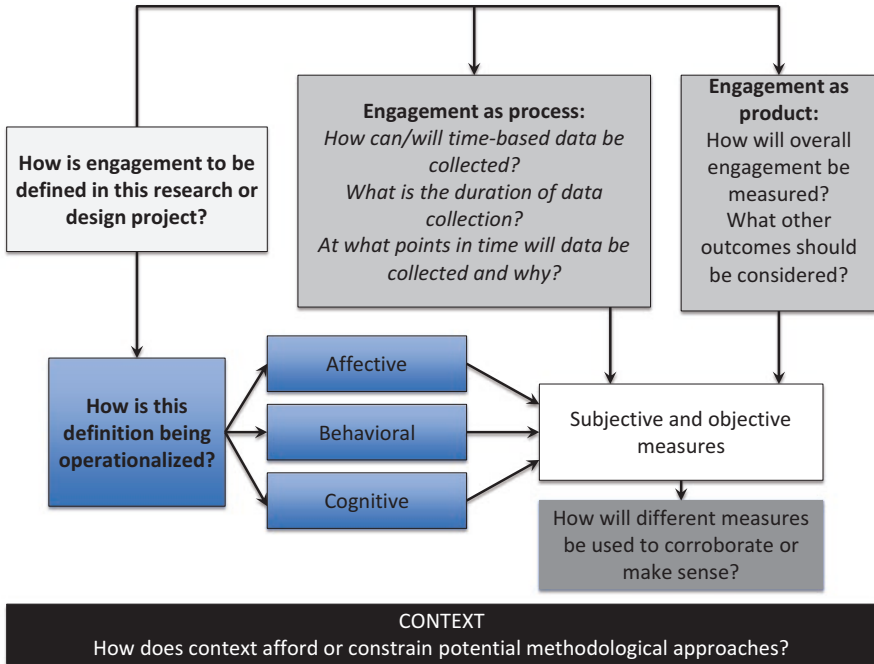 How is engagement to be
defined in this research or
design project?
Engagement as process:
How can/will time-based data be
collected?
What is the duration of data
collection?
At what points in time will data be
collected and why?
Engagement as
product:
How will overall
engagement be
measured?
What other
outcomes should
be considered?
How is this
definition being
operationalized?
Affective
Behavioral
Cognitive
Subjective and objective
measures
How will different measures
be used to corroborate or
make sense?
CONTEXT
How does context afford or constrain potential methodological approaches?